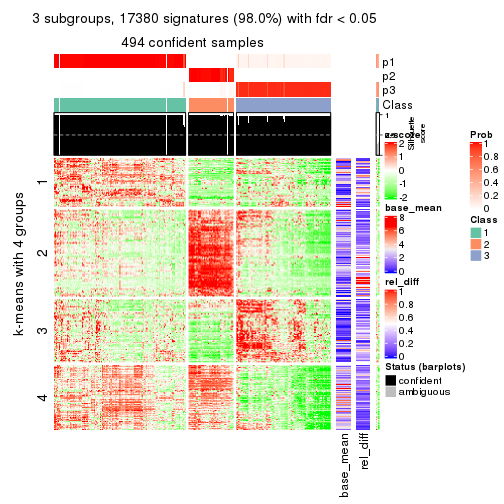 3 subgroups, 17380 signatures (98.0%) with fdr < 0.05
494 confident samples
p1
p2
p3
Class
1
Silhouette
score
k-means with 4 groups
1
2
3
4
base_mean
rel_diff
z-score
2
1
0
-1
-2
base_mean
8
6
4
2
0
rel_diff
1
0.8
0.6
0.4
0.2
0
Status (barplots)
confident
ambiguous
Prob
1
0.8
0.6
0.4
0.2
0
Class
1
2
3